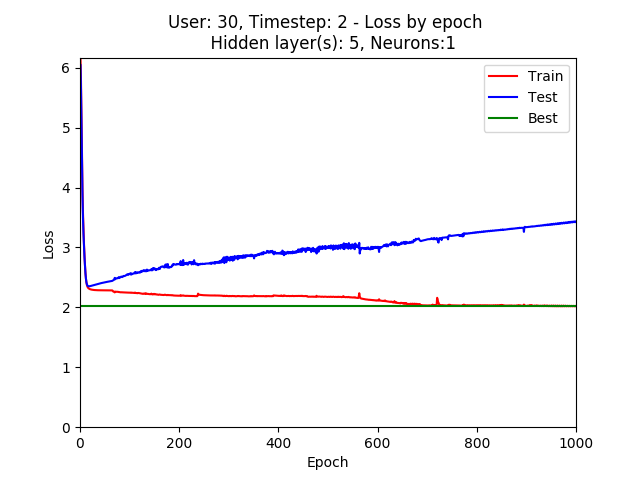 User: 30, Timestep: 2 - Loss by epoch
Hidden layer(s): 5, Neurons:1
Train
Test
Best
Loss
6
5
4
3
2
1
0
0 200 400 600 800 1000
Epoch